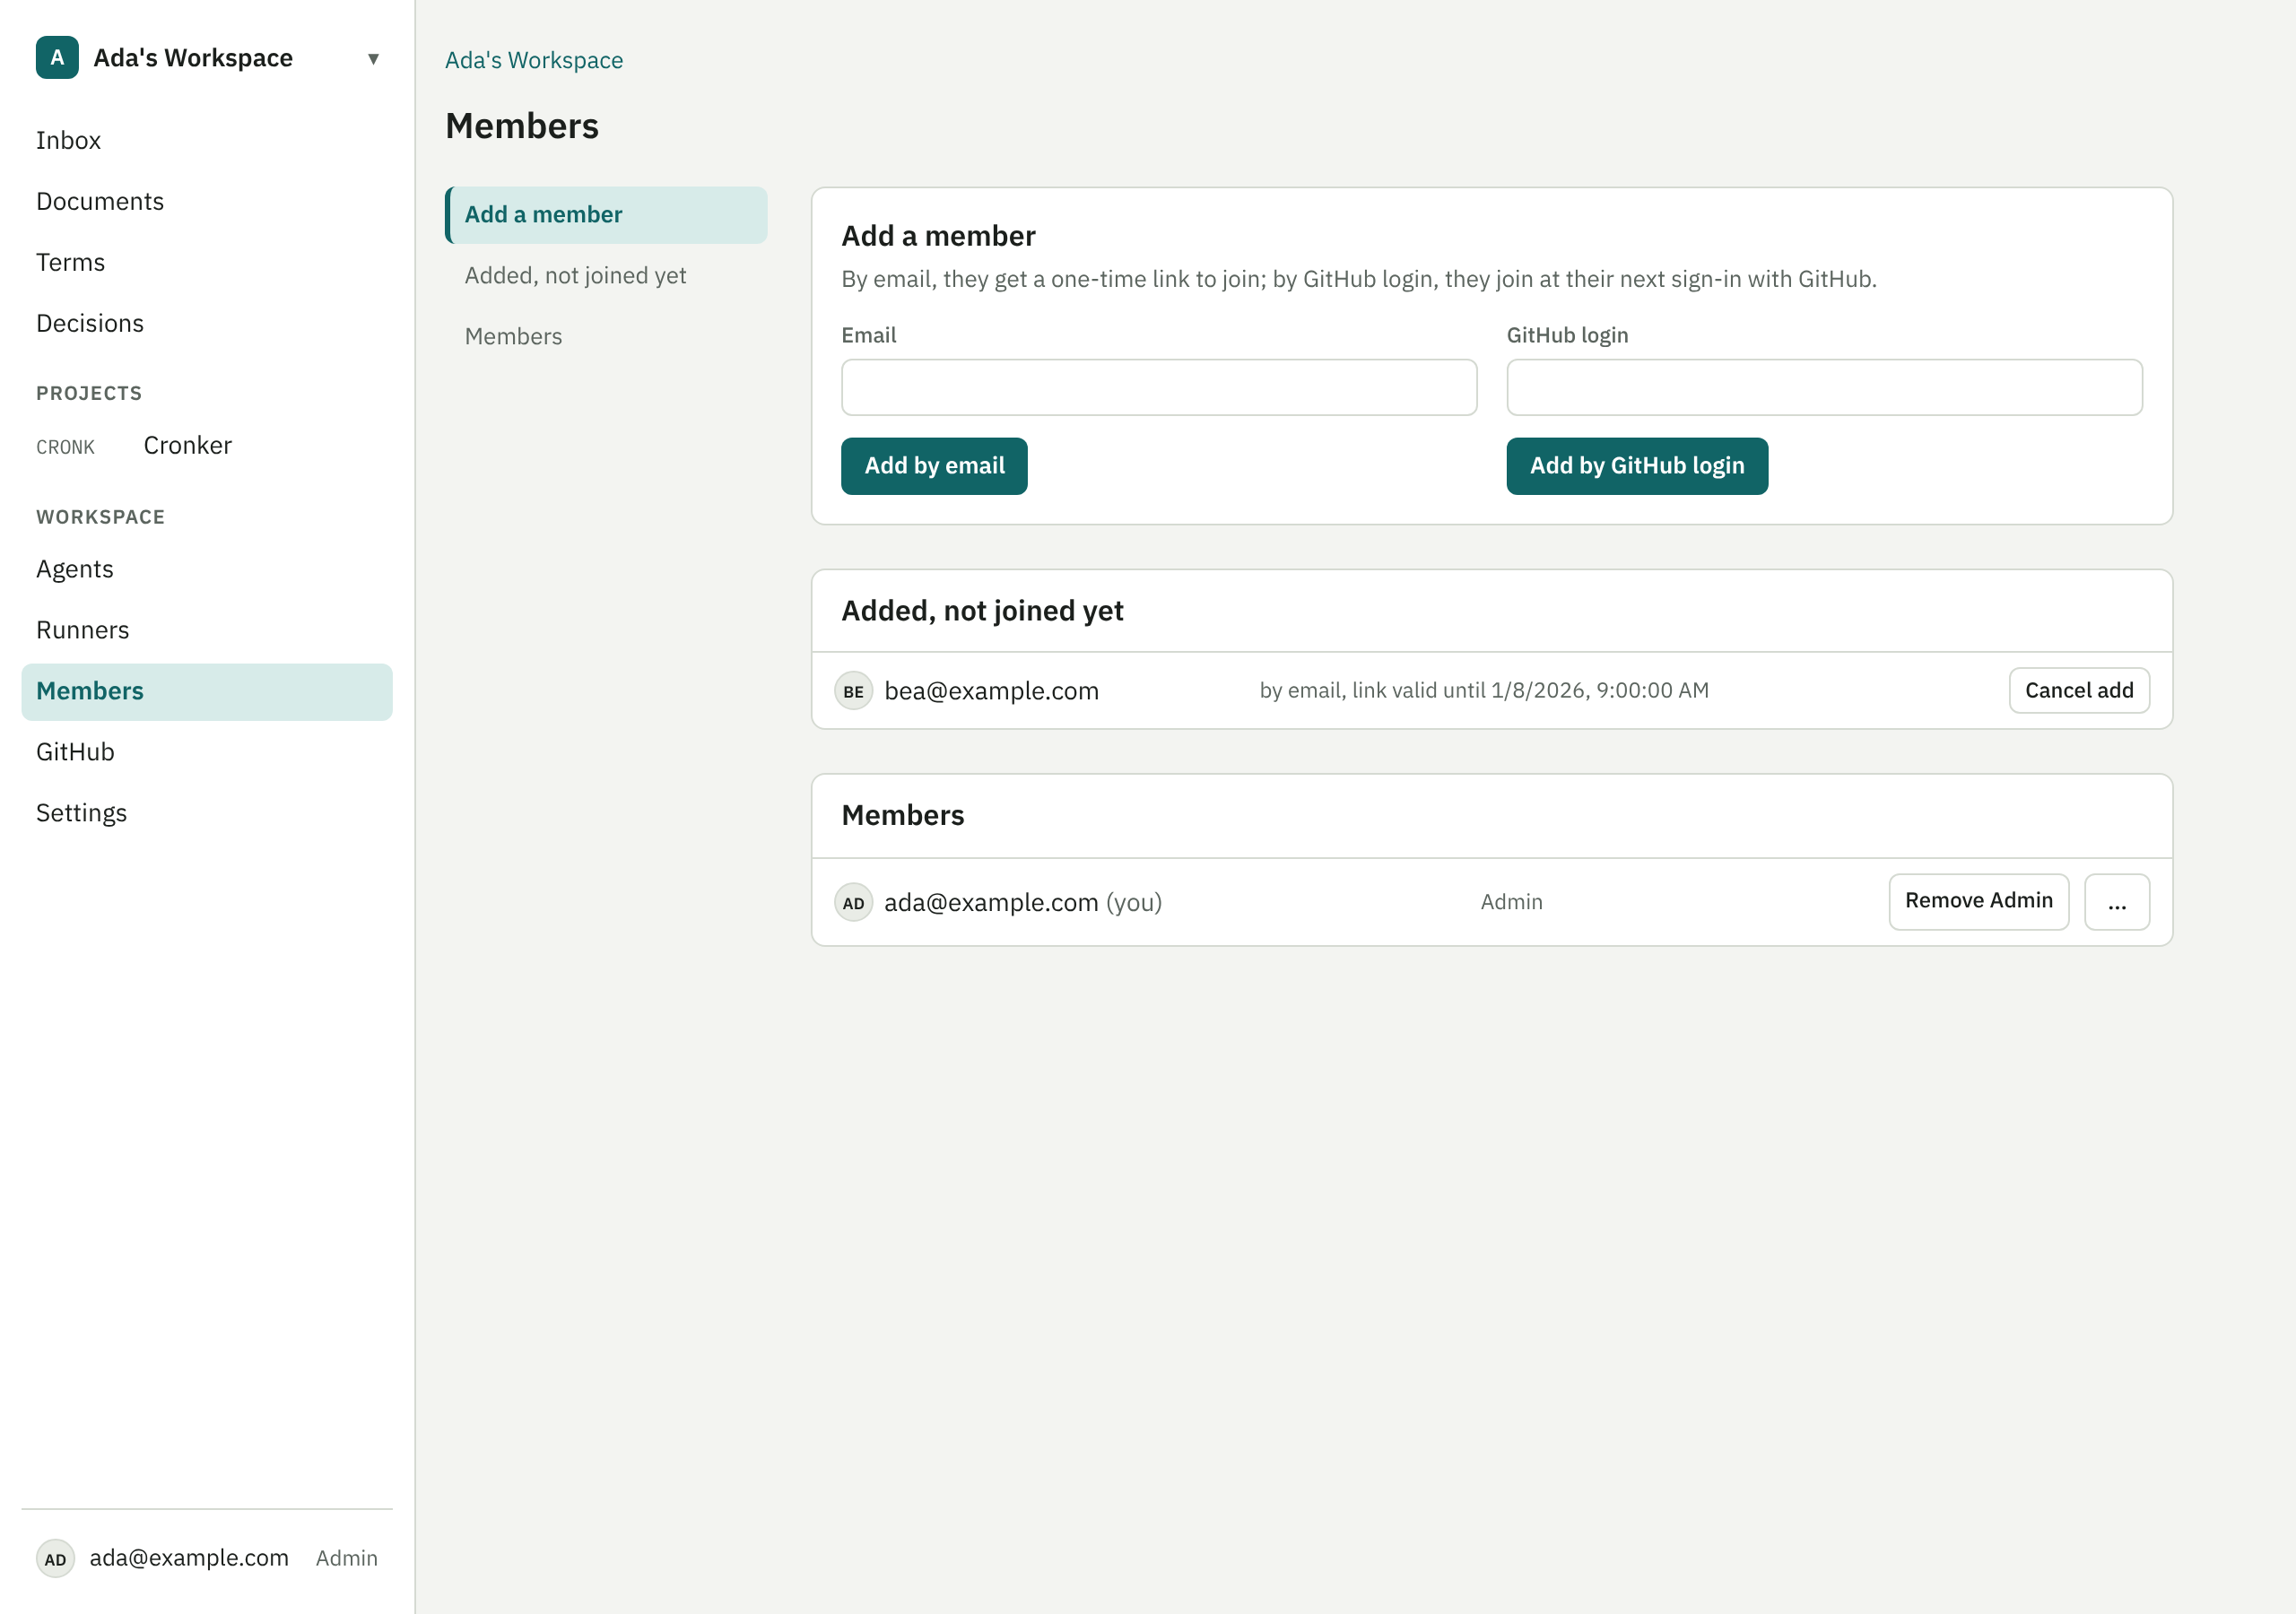 A Ada's Workspace ▼
Inbox
Documents
Terms
Decisions
PROJECTS
CRONK Cronker
WORKSPACE
Agents
Runners
Members
GitHub
Settings
AD ada@example.com Admin
Ada's Workspace
Members
Add a member
Added, not joined yet
Members
Add a member
By email, they get a one-time link to join; by GitHub login, they join at their next sign-in with GitHub.
Email
Add by email
GitHub login
Add by GitHub login
Added, not joined yet
BE bea@example.com by email, link valid until 1/8/2026, 9:00:00 AM Cancel add
Members
AD ada@example.com (you) Admin Remove Admin ...